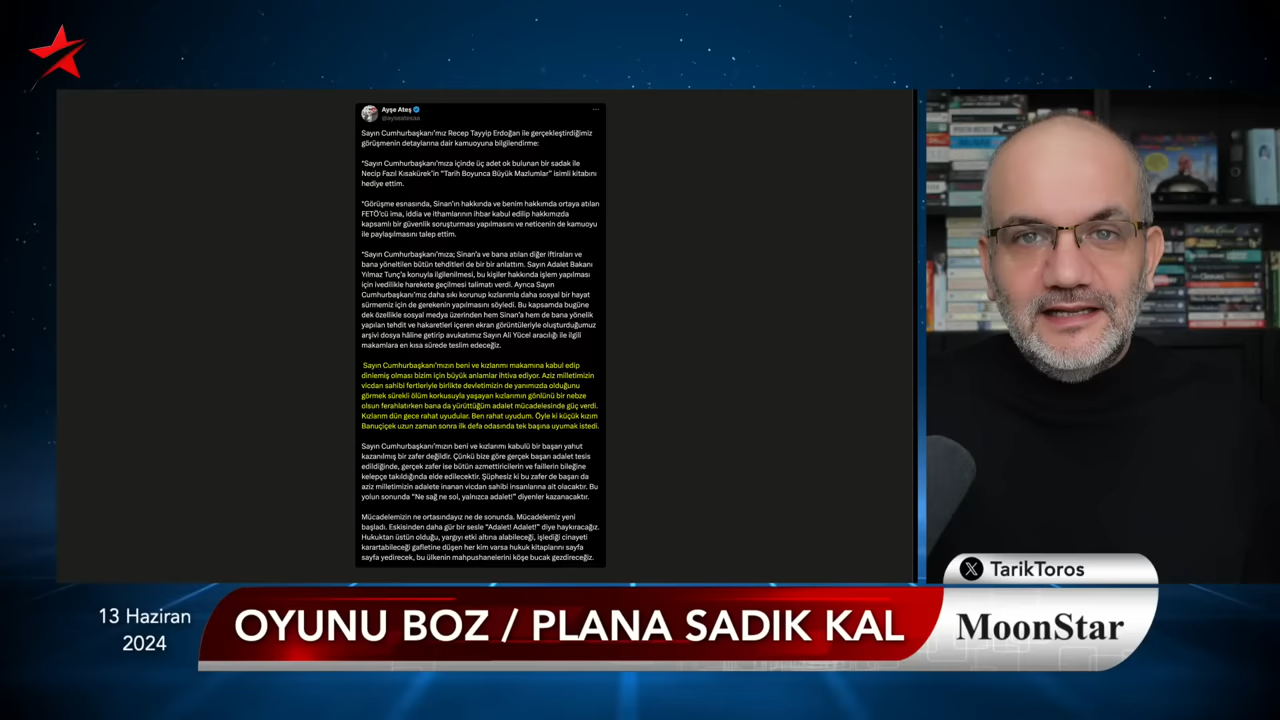 Ayşe Ateş
@aysseatesaa
Sayın Cumhurbaşkanı'mız Recep Tayyip Erdoğan ile gerçekleştirdiğimiz
görüşmenin detaylarına dair kamuoyuna bilgilendirme:
"Sayın Cumhurbaşkanı'mıza içinde üç adet ok bulunan bir sadak ile
Necip Fazıl Kısakürek'in "Tarih Boyunca Büyük Mazlumlar" isimli kitabını
hediye ettim.
"Görüşme esnasında, Sinan'ın hakkında ve benim hakkımda ortaya atılan
FETÖ'cü ima, iddia ve ithamlarının ihbar kabul edilip hakkımızda
kapsamlı bir güvenlik soruşturması yapılmasını ve neticenin de kamuoyu
ile paylaşılmasını talep ettim.
"Sayın Cumhurbaşkanı'mıza; Sinan'a ve bana atılan diğer iftiraları ve
bana yöneltilen bütün tehditleri de bir bir anlattım. Sayın Adalet Bakanı
Yılmaz Tunç'a konuyla ilgilenilmesi, bu kişiler hakkında işlem yapılması
için ivedilikle harekete geçilmesi talimatı verdi. Ayrıca Sayın
Cumhurbaşkanı'mız daha sıkı korunup kızlarımla daha sosyal bir hayat
sürmemiz için de gerekenin yapılmasını söyledi. Bu kapsamda bugüne
dek özellikle sosyal medya üzerinden hem Sinan'a hem de bana yönelik
yapılan tehdit ve hakaretleri içeren ekran görüntüleriyle oluşturduğumuz
arşivi dosya hâline getirip avukatımız Sayın Ali Yücel aracılığı ile ilgili
makamlara en kısa sürede teslim edeceğiz.
Sayın Cumhurbaşkanı'mızın beni ve kızlarımı makamına kabul edip
dinlemiş olması bizim için büyük anlamlar ihtiva ediyor. Aziz milletimizin
vicdan sahibi fertleriyle birlikte devletimizin de yanımızda olduğunu
görmek sürekli ölüm korkusuyla yaşayan kızlarımın gönlünü bir nebze
olsun ferahlatırken bana da yürüttüğüm adalet mücadelesinde güç verdi.
Kızlarım dün gece rahat uyudular. Ben rahat uyudum. Öyle ki küçük kızım
Banuçiçek uzun zaman sonra ilk defa odasında tek başına uyumak istedi.
Sayın Cumhurbaşkanı'mızın beni ve kızlarımı kabulü bir başarı yahut
kazanılmış bir zafer değildir. Çünkü bize göre gerçek başarı adalet tesis
edildiğinde, gerçek zafer ise bütün azmettiricilerin ve faillerin bileğine
kelepçe takıldığında elde edilecektir. Şüphesiz ki bu zafer de başarı da
aziz milletimizin adalete inanan vicdan sahibi insanlarına ait olacaktır. Bu
yolun sonunda "Ne sağ ne sol, yalnızca adalet!" diyenler kazanacaktır.
Mücadelemizin ne ortasındayız ne de sonunda. Mücadelemiz yeni
başladı. Eskisinden daha gür bir sesle "Adalet! Adalet!" diye haykıracağız.
Hukuktan üstün olduğu, yargıyı etki altına alabileceği, işlediği cinayeti
karartabileceği gafletine düşen her kim varsa hukuk kitaplarını sayfa
sayfa yedirecek, bu ülkenin mahpushanelerini köşe bucak gezdireceğiz.
TarikToros
13 Haziran
2024
OYUNU BOZ / PLANA SADIK KAL
MoonStar